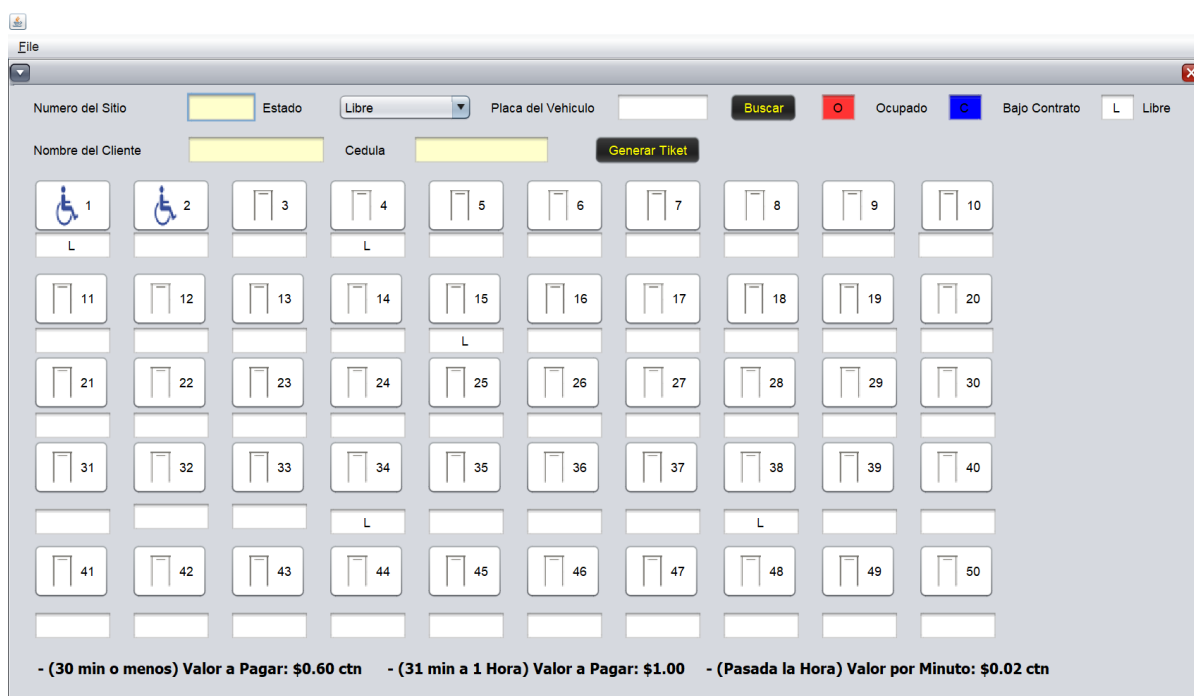 File
Numero del Sitio Estado Libre Placa del Vehiculo Buscar O Ocupado C Bajo Contrato L Libre
Nombre del Cliente Cedula Generar Tiket
1 2 3 4 5 6 7 8 9 10
L L
11 12 13 14 15 16 17 18 19 20
L
21 22 23 24 25 26 27 28 29 30
31 32 33 34 35 36 37 38 39 40
L L
41 42 43 44 45 46 47 48 49 50
- (30 min o menos) Valor a Pagar: $0.60 ctn - (31 min a 1 Hora) Valor a Pagar: $1.00 - (Pasada la Hora) Valor por Minuto: $0.02 ctn